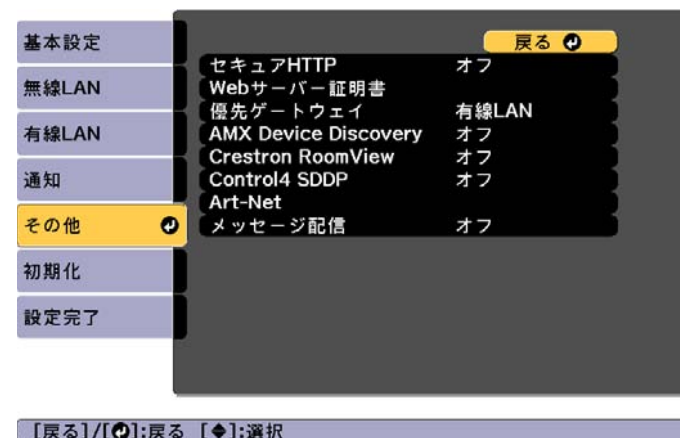 基本設定
無線LAN
有線LAN
通知
その他
初期化
設定完了
戻る
セキュアHTTP オフ
Webサーバー証明書
優先ゲートウェイ 有線LAN
AMX Device Discovery オフ
Crestron RoomView オフ
Control4 SDDP オフ
Art-Net
メッセージ配信 オフ
[戻る]/[⏎]:戻る [◆]:選択